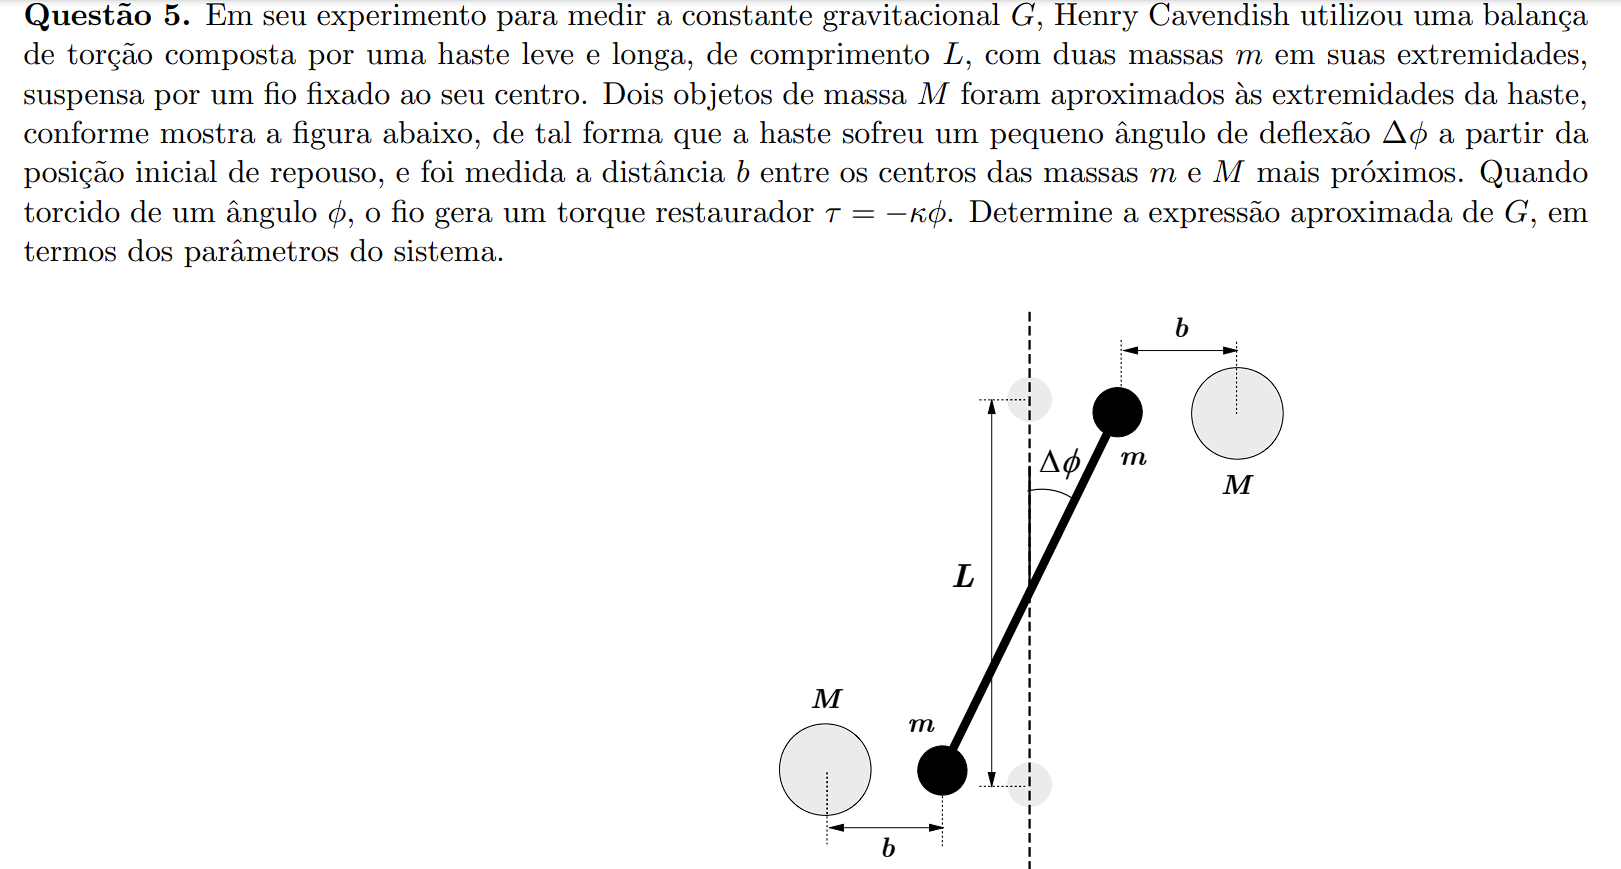 Questão 5. Em seu experimento para medir a constante gravitacional G, Henry Cavendish utilizou uma balança
de torção composta por uma haste leve e longa, de comprimento L, com duas massas m em suas extremidades,
suspensa por um fio fixado ao seu centro. Dois objetos de massa M foram aproximados às extremidades da haste,
conforme mostra a figura abaixo, de tal forma que a haste sofreu um pequeno ângulo de deflexão Δϕ a partir da
posição inicial de repouso, e foi medida a distância b entre os centros das massas m e M mais próximos. Quando
torcido de um ângulo ϕ, o fio gera um torque restaurador τ = −κϕ. Determine a expressão aproximada de G, em
termos dos parâmetros do sistema.
b
Δϕ
m
M
L
M
m
b